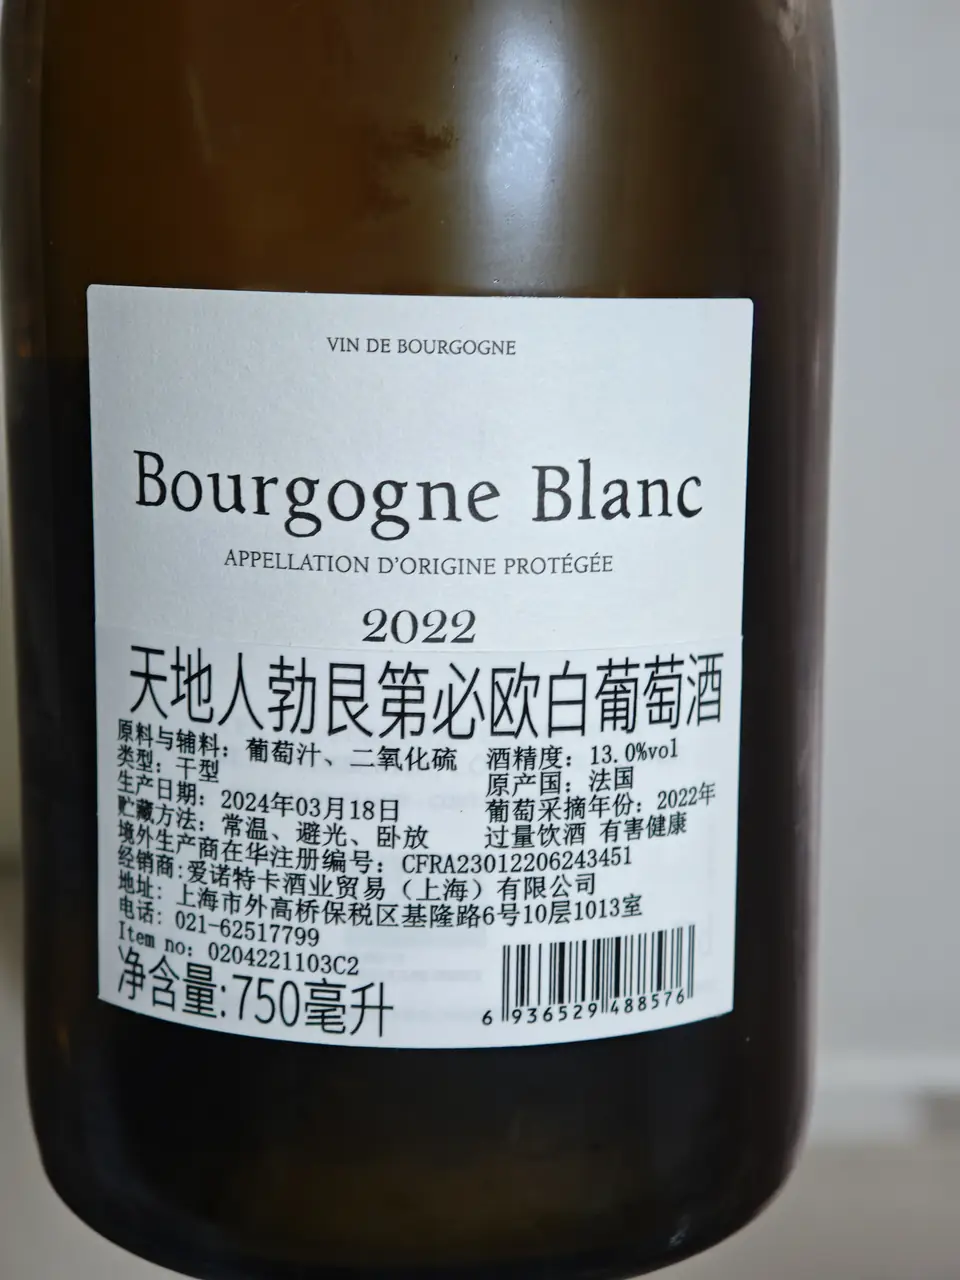 VIN DE BOURGOGNE
Bourgogne Blanc
APPELLATION D'ORIGINE PROTÉGÉE
2022
天地人勃艮第必欧白葡萄酒
原料与辅料：葡萄汁、二氧化硫 酒精度：13.0%vol
类型：干型 原产国：法国
生产日期：2024年03月18日 葡萄采摘年份：2022年
贮藏方法：常温、避光、卧放 过量饮酒 有害健康
境外生产商在华注册编号：CFRA23012206243451
经销商:爱诺特卡酒业贸易（上海）有限公司
地址：上海市外高桥保税区基隆路6号10层1013室
电话：021-62517799
Item no：0204221103C2
净含量:750毫升
6 936529 488576